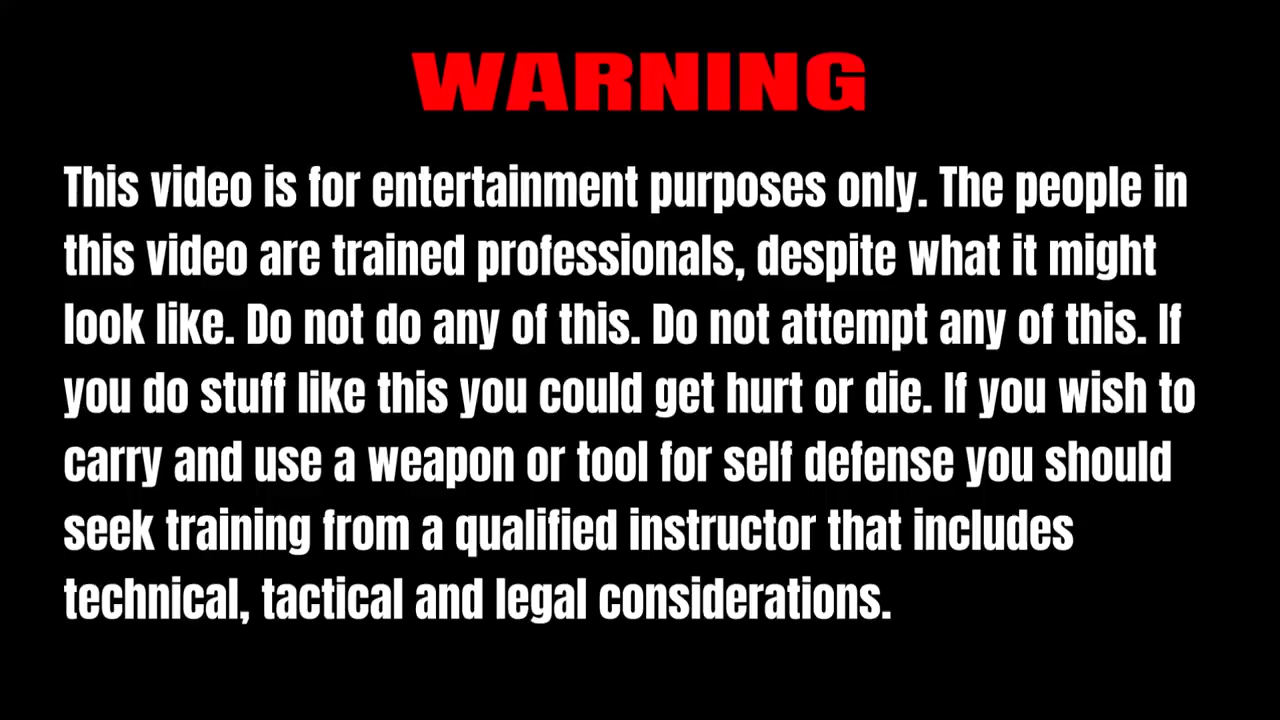 WARNING
This video is for entertainment purposes only. The people in
this video are trained professionals, despite what it might
look like. Do not do any of this. Do not attempt any of this. If
you do stuff like this you could get hurt or die. If you wish to
carry and use a weapon or tool for self defense you should
seek training from a qualified instructor that includes
technical, tactical and legal considerations.